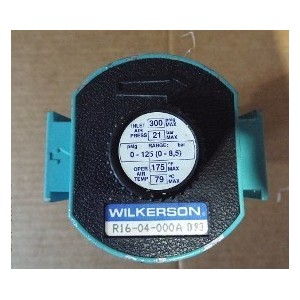 INLET AIR PRESS 300 psig MAX
21 bar MAX
psig RANGE: bar
0 - 125 (0 - 8,5)
OPER AIR TEMP 175 °F MAX
79 °C MAX
WILKERSON
R16-04-000A D93